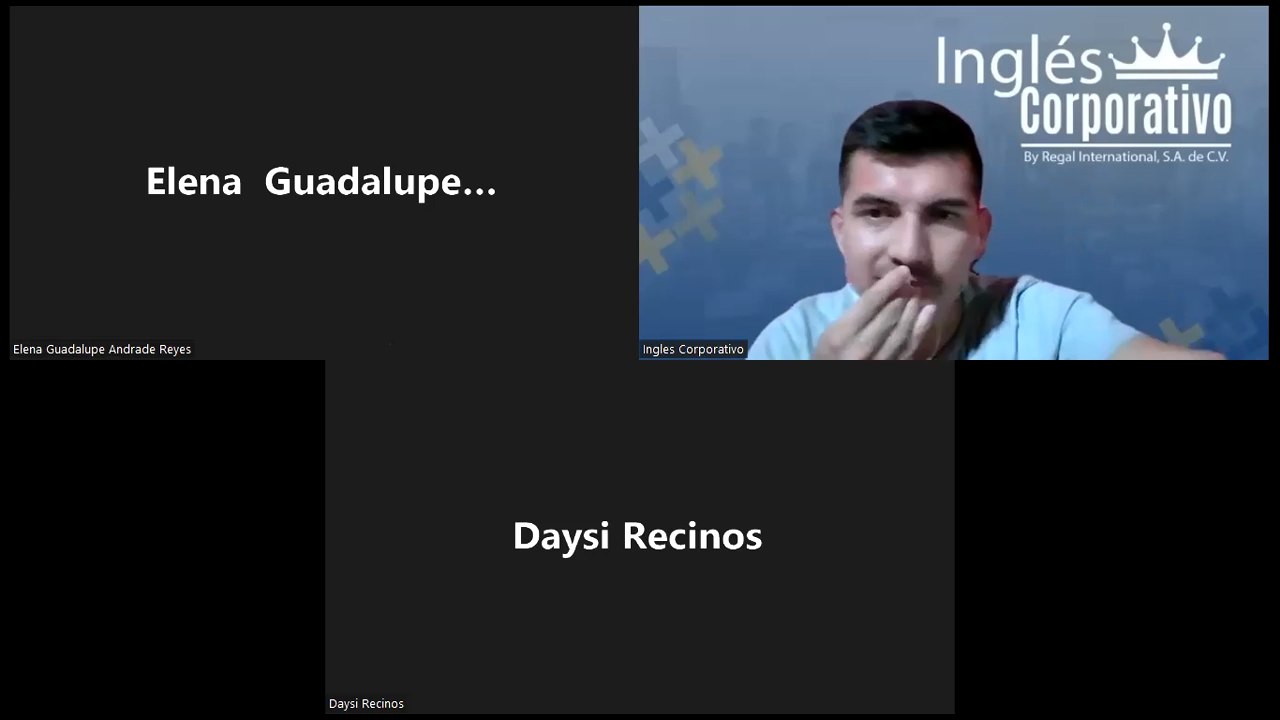 Elena  Guadalupe...
Elena Guadalupe Andrade Reyes
Inglés
Corporativo
By Regal International, S.A. de C.V.
Ingles Corporativo
Daysi Recinos
Daysi Recinos